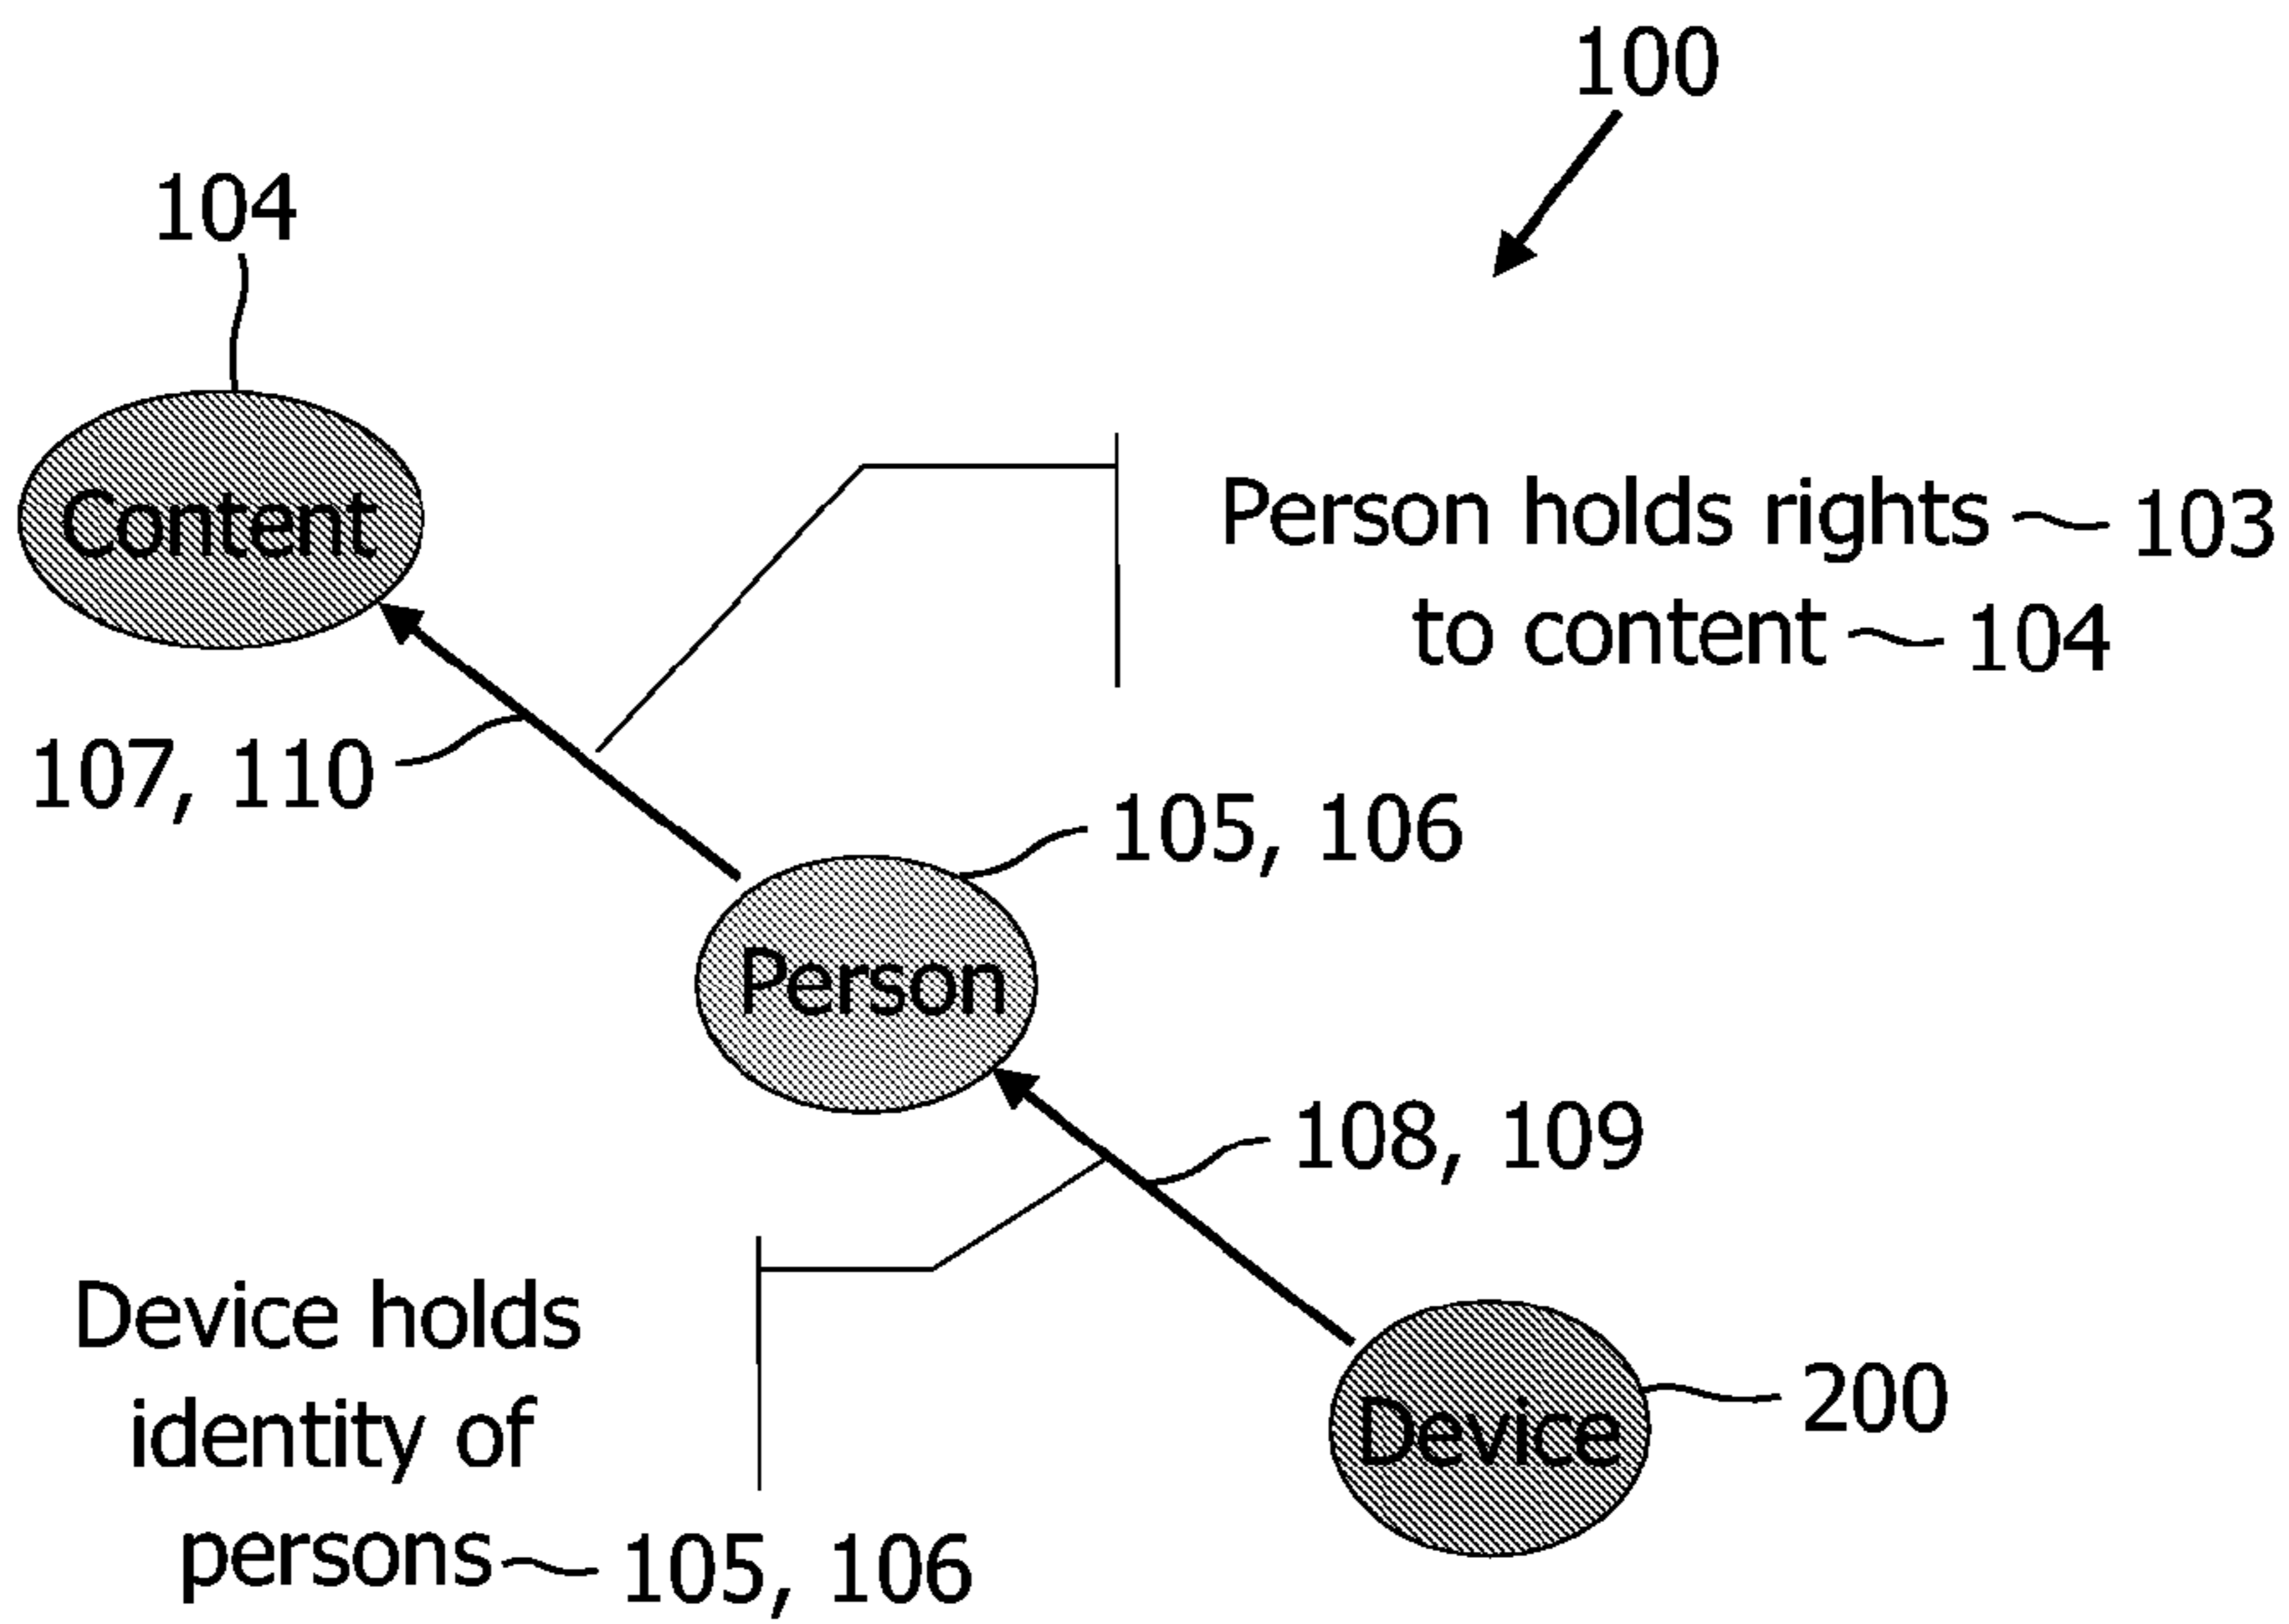 100
104
Content
Person holds rights 103
to content 104
107, 110
105, 106
Person
108, 109
Device holds
identity of
persons 105, 106
Device
200